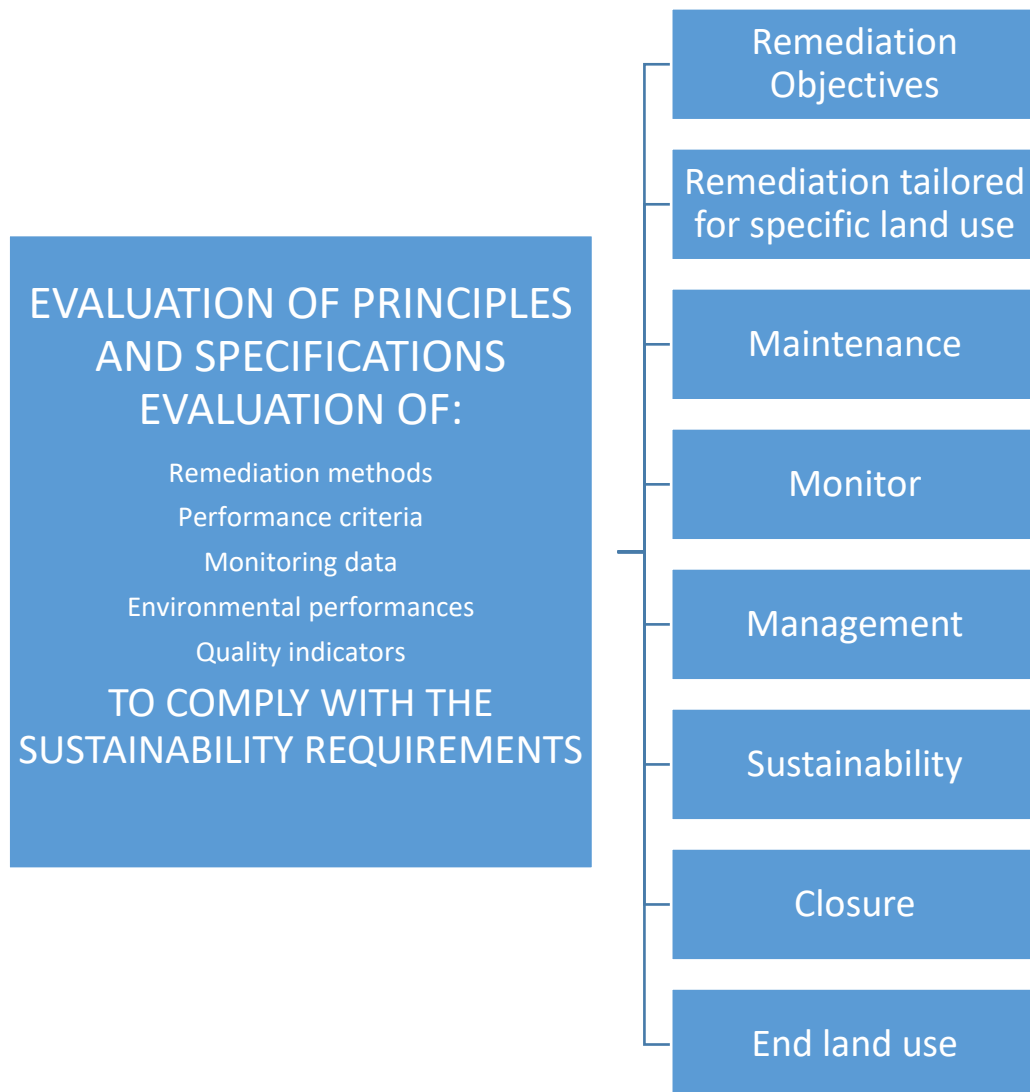 EVALUATION OF PRINCIPLES
AND SPECIFICATIONS
EVALUATION OF:
Remediation methods
Performance criteria
Monitoring data
Environmental performances
Quality indicators
TO COMPLY WITH THE
SUSTAINABILITY REQUIREMENTS
Remediation
Objectives
Remediation tailored
for specific land use
Maintenance
Monitor
Management
Sustainability
Closure
End land use